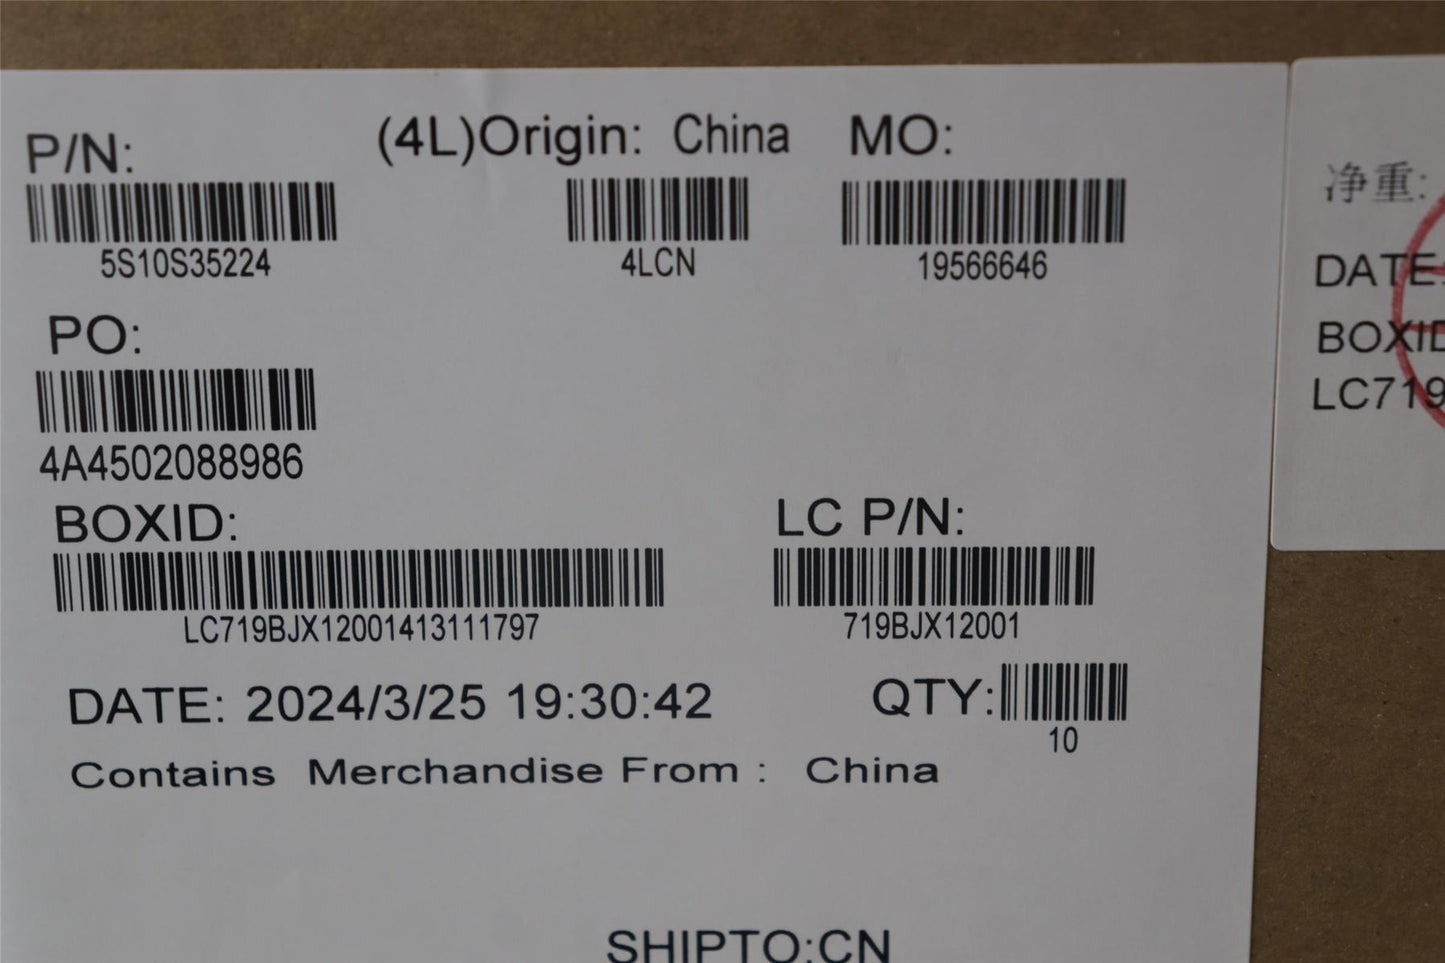 P/N: (4L)Origin: China MO:
5S10S35224 4LCN 19566646
PO:
4A4502088986
BOXID: LC P/N:
LC719BJX12001413111797 719BJX12001
DATE: 2024/3/25 19:30:42 QTY:
10
Contains Merchandise From : China
SHIPTO:CN
净重:
DATE:
BOXID
LC719